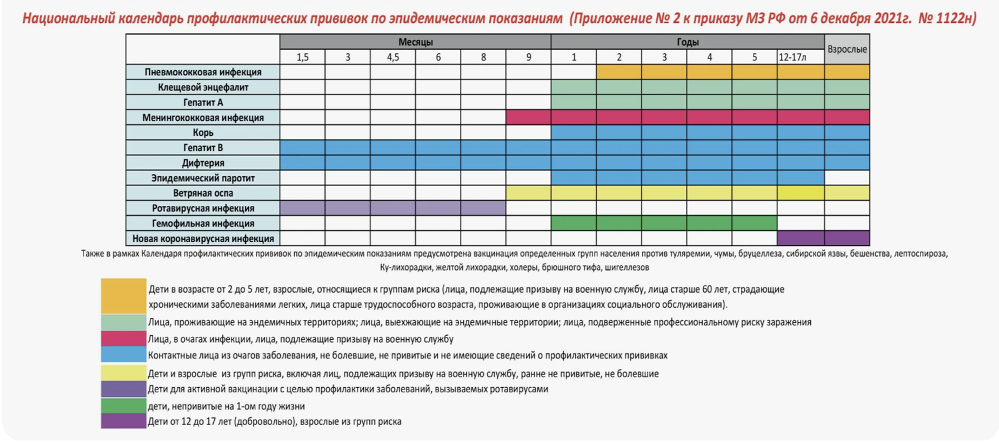 Национальный календарь профилактических прививок по эпидемическим показаниям (Приложение № 2 к приказу МЗ РФ от 6 декабря 2021г. № 1122н)
Месяцы Годы Взрослые
1,5 3 4,5 6 8 9 1 2 3 4 5 12-17л
Пневмококковая инфекция
Клещевой энцефалит
Гепатит А
Менингококковая инфекция
Корь
Гепатит В
Дифтерия
Эпидемический паротит
Ветряная оспа
Ротавирусная инфекция
Гемофильная инфекция
Новая коронавирусная инфекция
Также в рамках Календаря профилактических прививок по эпидемическим показаниям предусмотрена вакцинация определенных групп населения против туляремии, чумы, бруцеллеза, сибирской язвы, бешенства, лептоспироза,
Ку-лихорадки, желтой лихорадки, холеры, брюшного тифа, шигеллезов
Дети в возрасте от 2 до 5 лет, взрослые, относящиеся к группам риска (лица, подлежащие призыву на военную службу, лица старше 60 лет, страдающие
хроническими заболеваниями легких, лица старше трудоспособного возраста, проживающие в организациях социального обслуживания).
Лица, проживающие на эндемичных территориях; лица, выехжающие на эндемичные территории; лица, подверженные профессиональному риску заражения
Лица, в очагах инфекции, лица, подлежащие призыву на военную службу
Контактные лица из очагов заболевания, не болевшие, не привитые и не имеющие сведений о профилактических прививках
Дети и взрослые из групп риска, включая лиц, подлежащих призыву на военную службу, ранне не привитые, не болевшие
Дети для активной вакцинации с целью профилактики заболеваний, вызываемых ротавирусами
дети, непривитые на 1-ом году жизни
Дети от 12 до 17 лет (добровольно), взрослые из групп риска